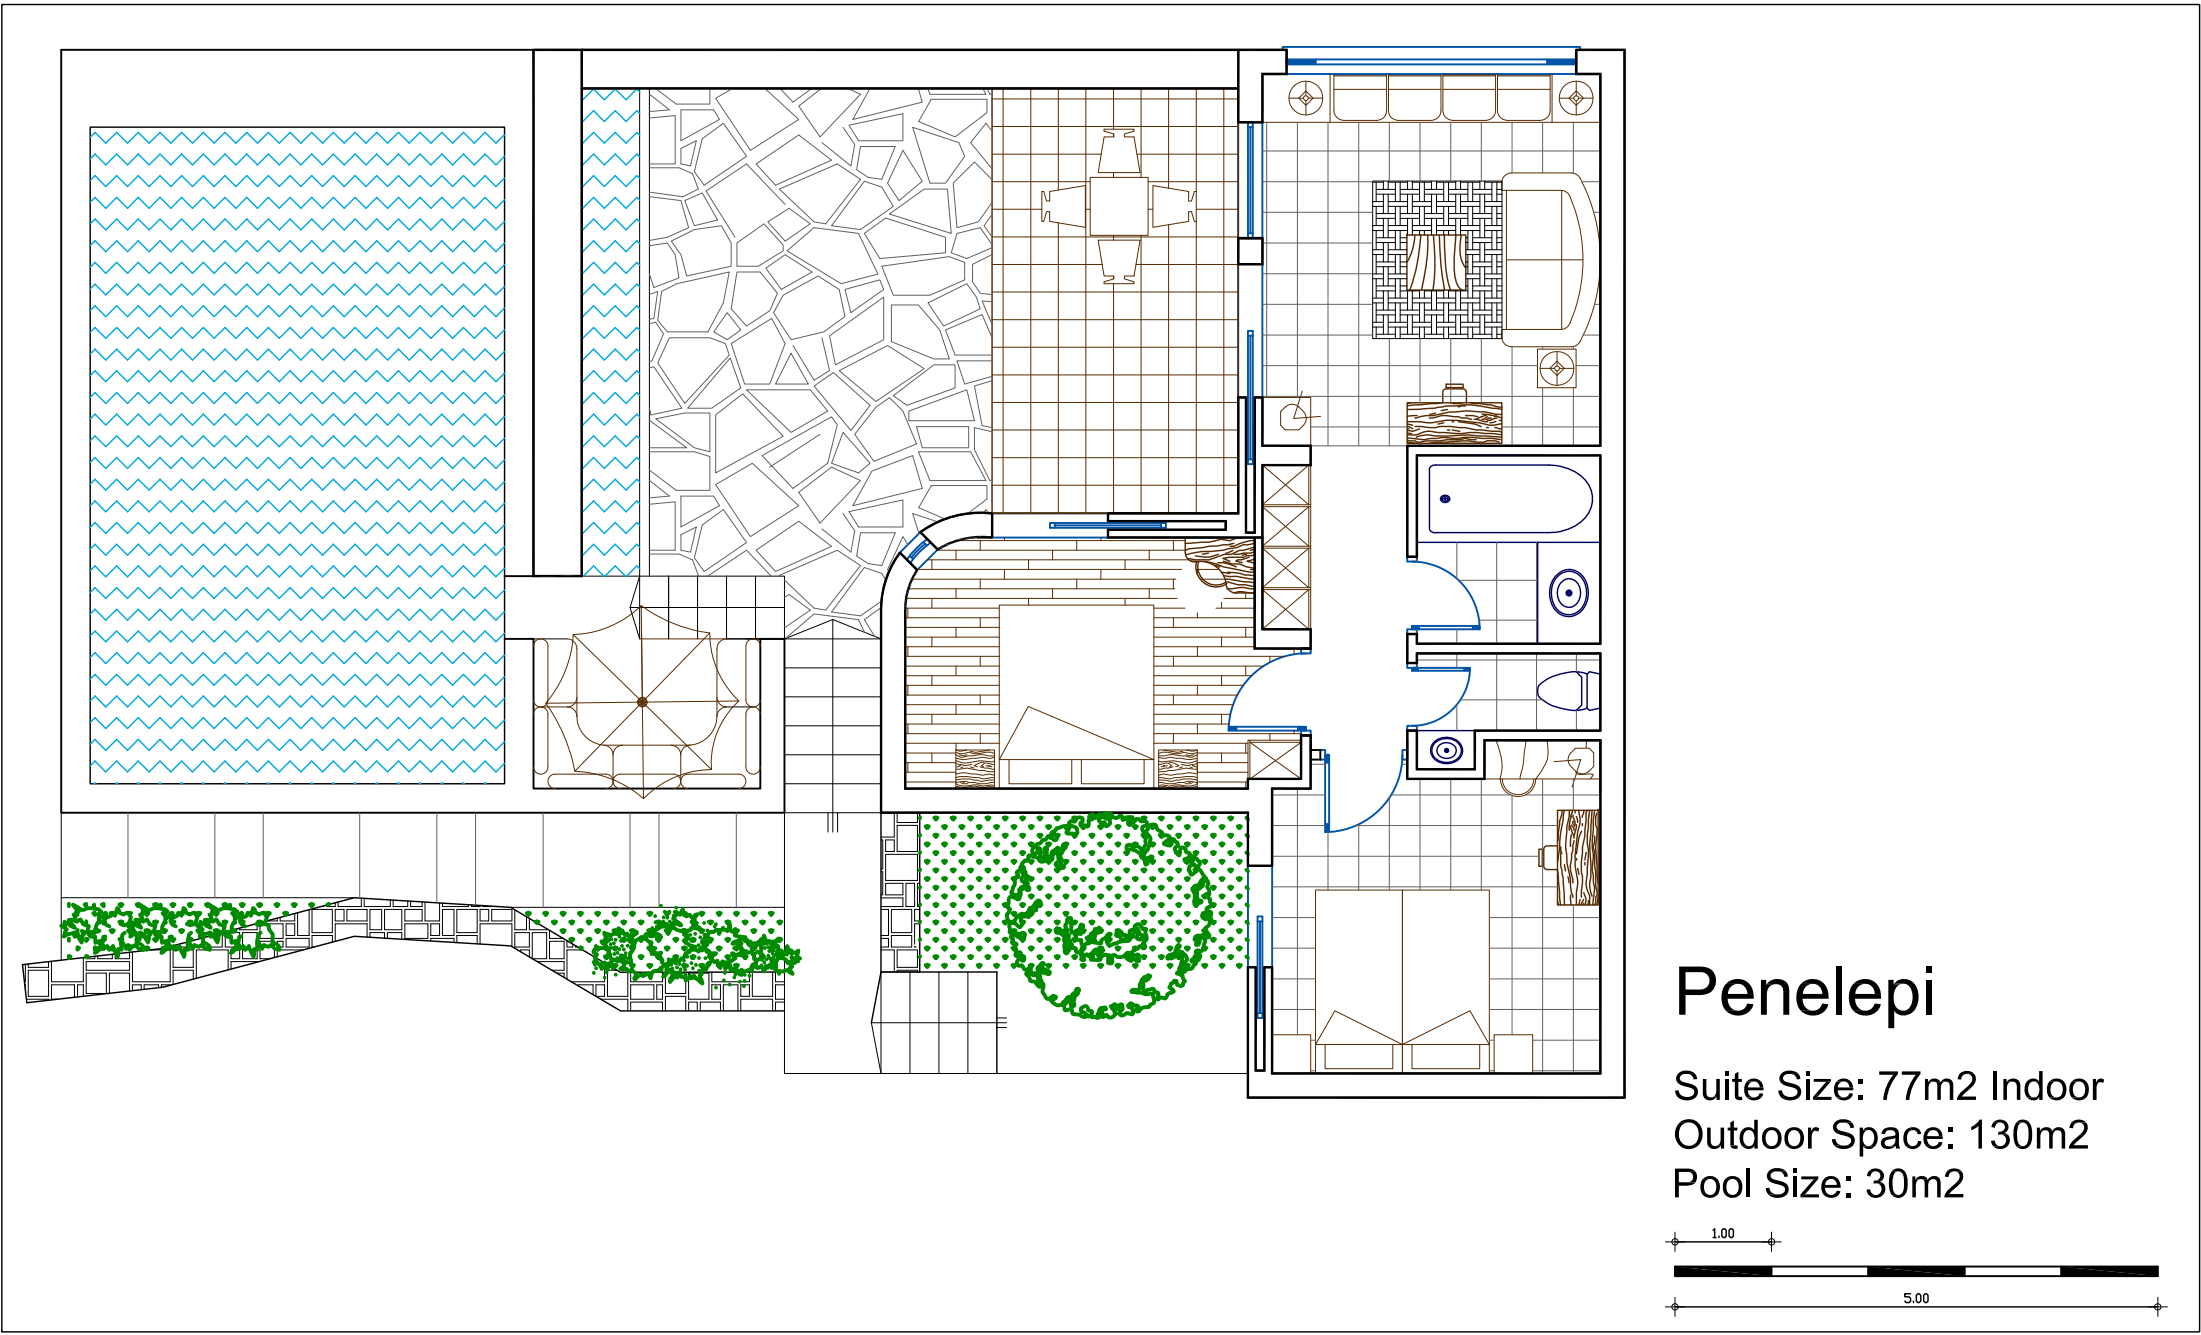 Penelepi
Suite Size: 77m2 Indoor
Outdoor Space: 130m2
Pool Size: 30m2
1.00
5.00